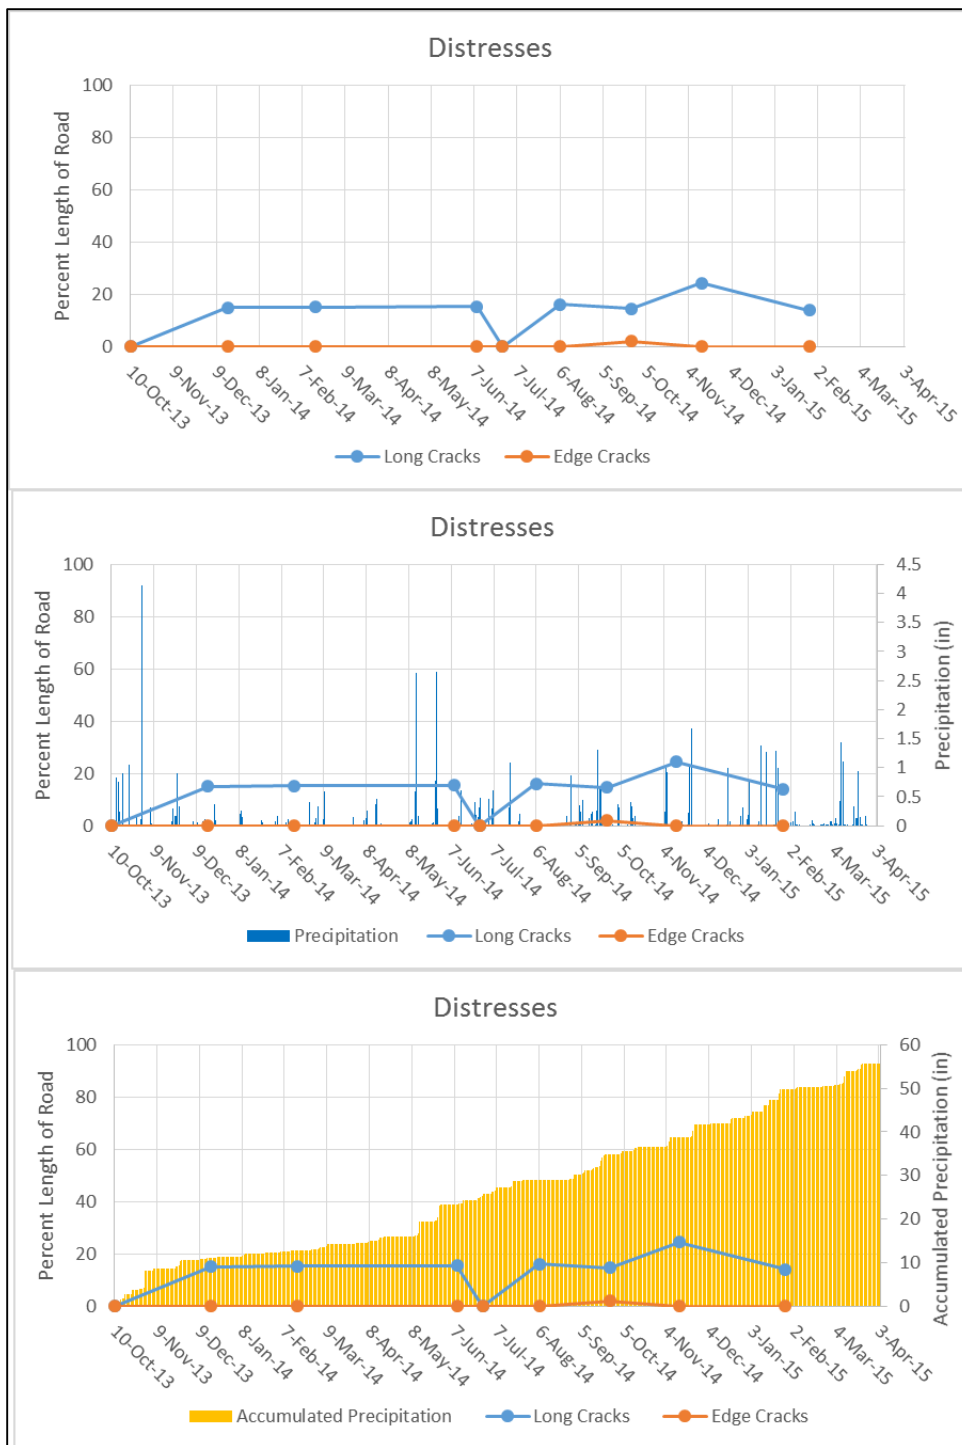 Distresses
Percent Length of Road
100
80
60
40
20
0
10-Oct-13
9-Nov-13
9-Dec-13
8-Jan-14
7-Feb-14
9-Mar-14
8-Apr-14
8-May-14
7-Jun-14
7-Jul-14
6-Aug-14
5-Sep-14
5-Oct-14
4-Nov-14
4-Dec-14
3-Jan-15
2-Feb-15
4-Mar-15
3-Apr-15
Long Cracks Edge Cracks
Distresses
Percent Length of Road
100
80
60
40
20
0
4.5
4
3.5
3
2.5
2
1.5
1
0.5
0
Precipitation (in)
10-Oct-13
9-Nov-13
9-Dec-13
8-Jan-14
7-Feb-14
9-Mar-14
8-Apr-14
8-May-14
7-Jun-14
7-Jul-14
6-Aug-14
5-Sep-14
5-Oct-14
4-Nov-14
4-Dec-14
3-Jan-15
2-Feb-15
4-Mar-15
3-Apr-15
Precipitation Long Cracks Edge Cracks
Distresses
Percent Length of Road
100
80
60
40
20
0
60
50
40
30
20
10
0
Accumulated Precipitation (in)
10-Oct-13
9-Nov-13
9-Dec-13
8-Jan-14
7-Feb-14
9-Mar-14
8-Apr-14
8-May-14
7-Jun-14
7-Jul-14
6-Aug-14
5-Sep-14
5-Oct-14
4-Nov-14
4-Dec-14
3-Jan-15
2-Feb-15
4-Mar-15
3-Apr-15
Accumulated Precipitation Long Cracks Edge Cracks